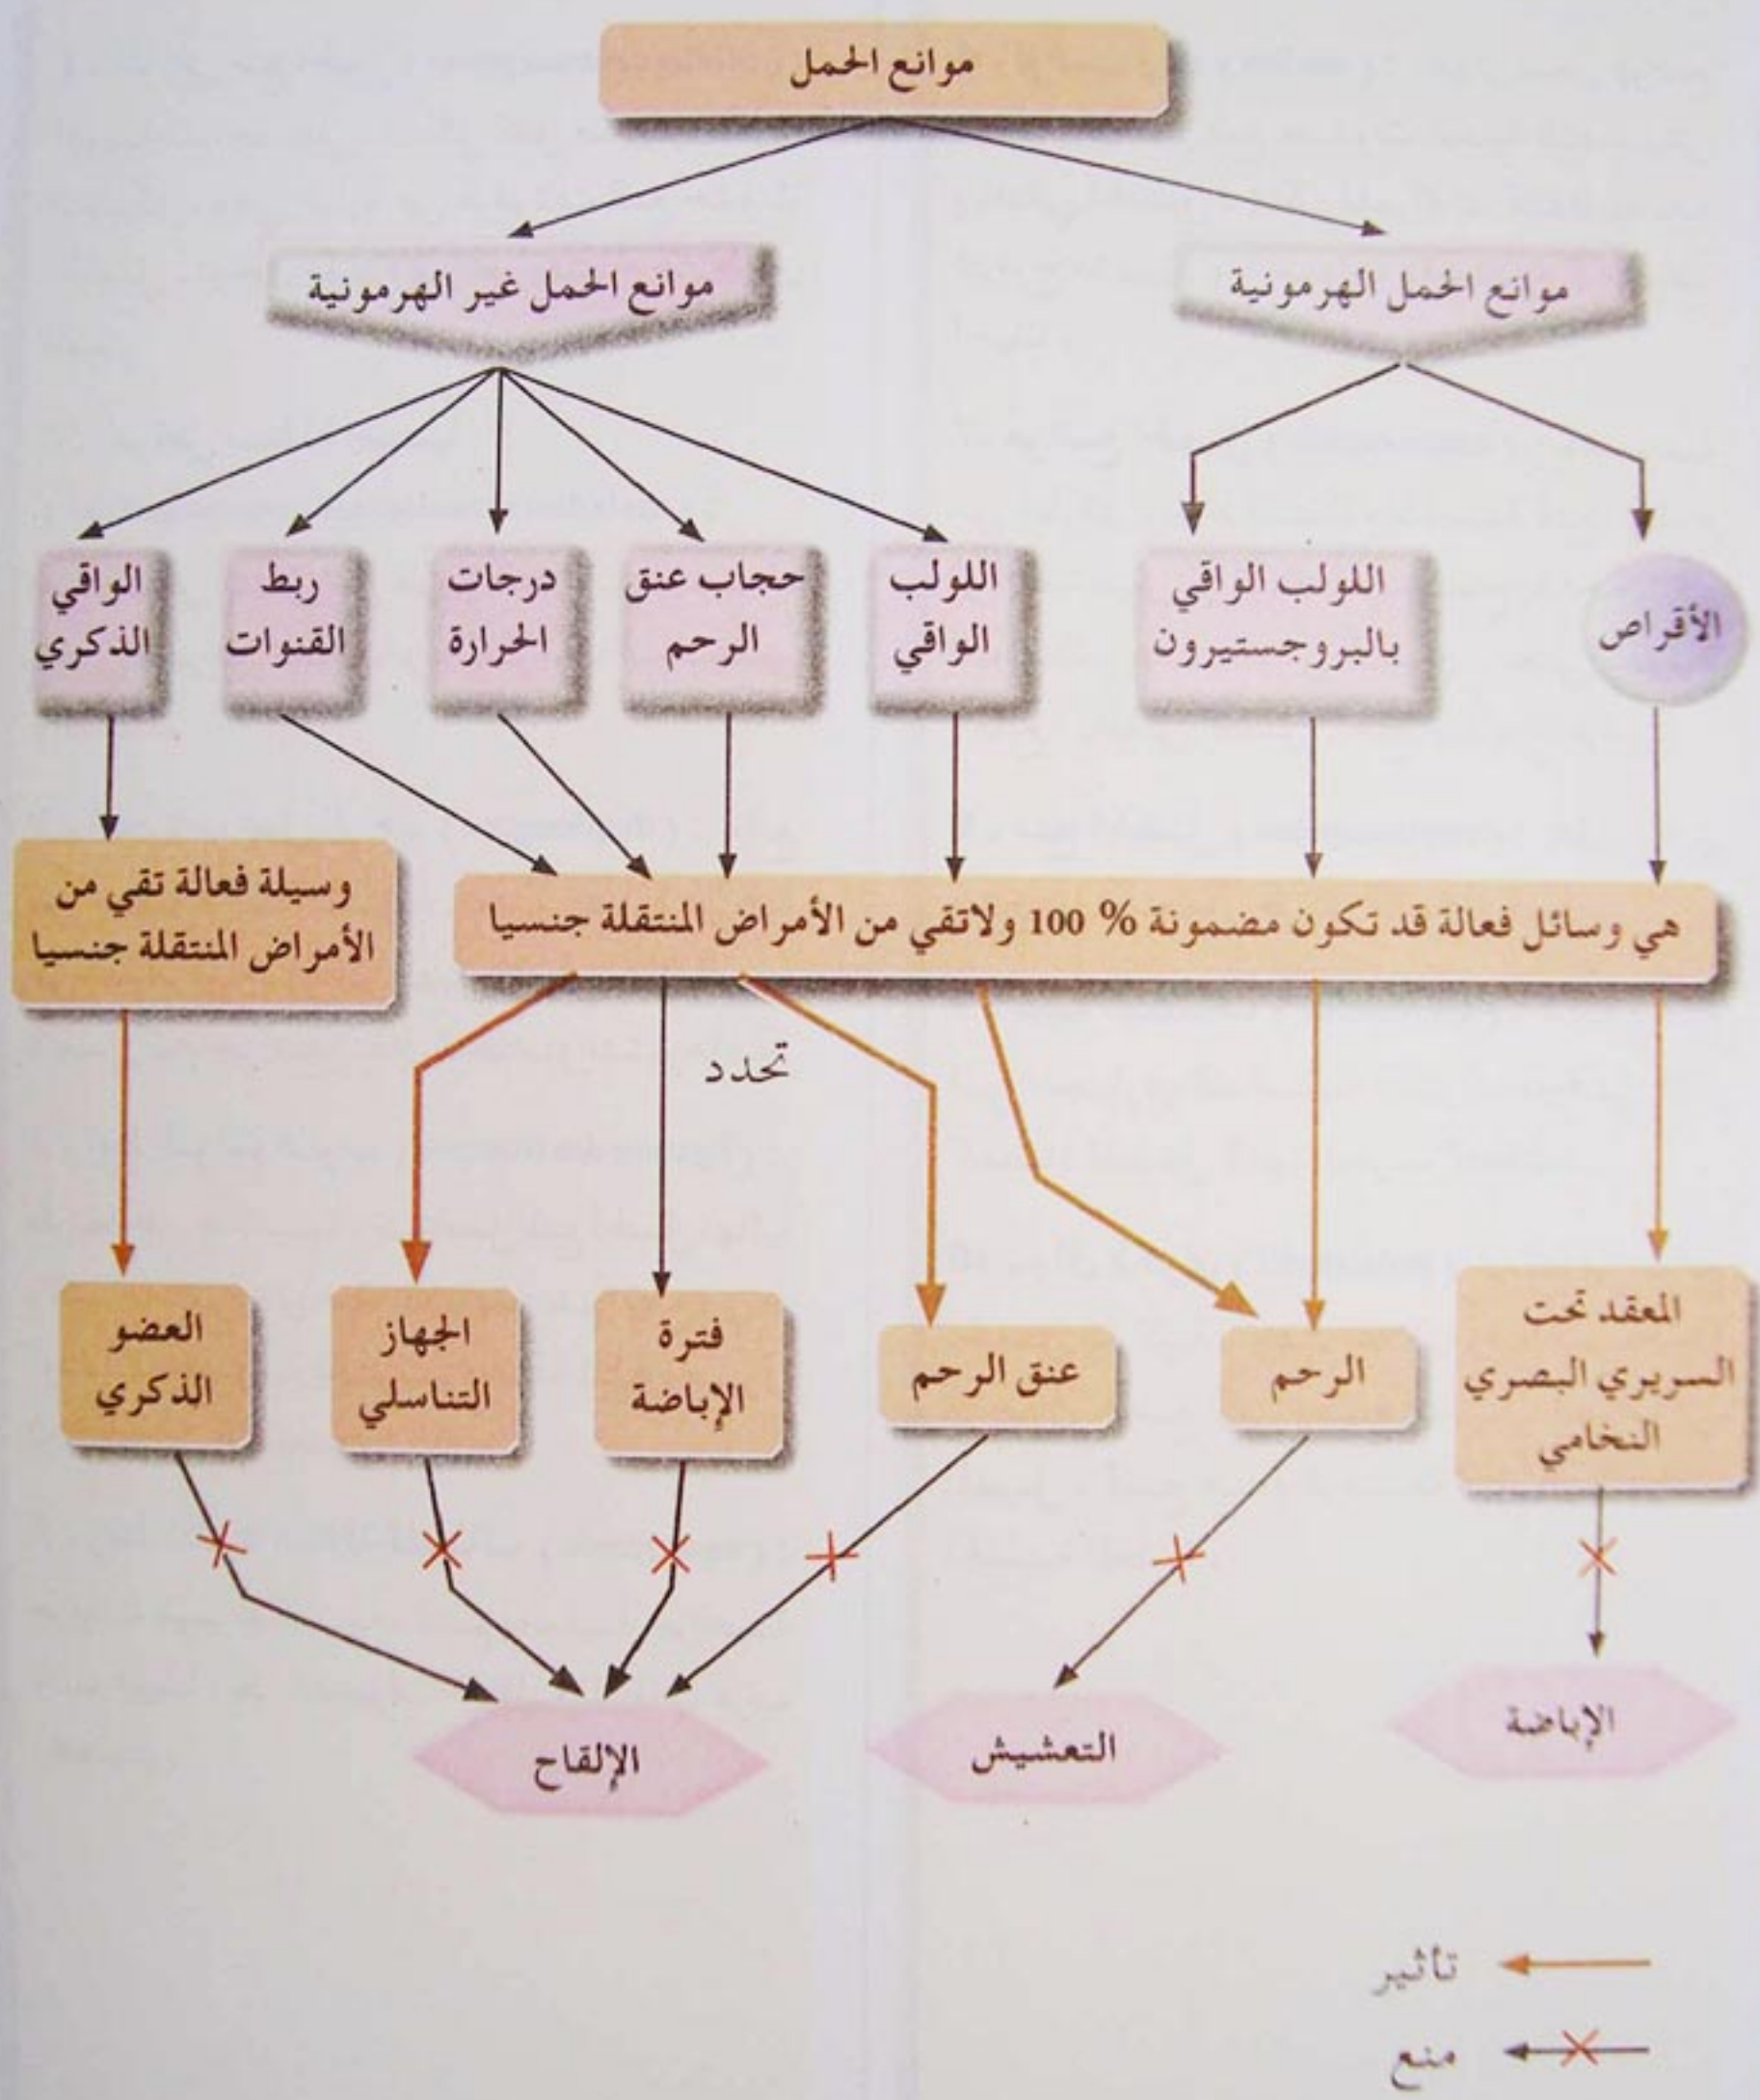 موانع الحمل
موانع الحمل الهرمونية
موانع الحمل غير الهرمونية
الأقراص
اللولب الواقي
بالبروجستيرون
اللولب
الواقي
حجاب عنق
الرحم
درجات
الحرارة
ربط
القنوات
الواقي
الذكري
هي وسائل فعالة قد تكون مضمونة % 100 ولاتقي من الأمراض المنتقلة جنسيا
وسيلة فعالة تقي من
الأمراض المنتقلة جنسيا
تحدد
المعقد تحت
السريري البصري
النخامي
الرحم
عنق الرحم
فترة
الإباضة
الجهاز
التناسلي
العضو
الذكري
الإباضة
التعشيش
الإلقاح
تأثير
منع